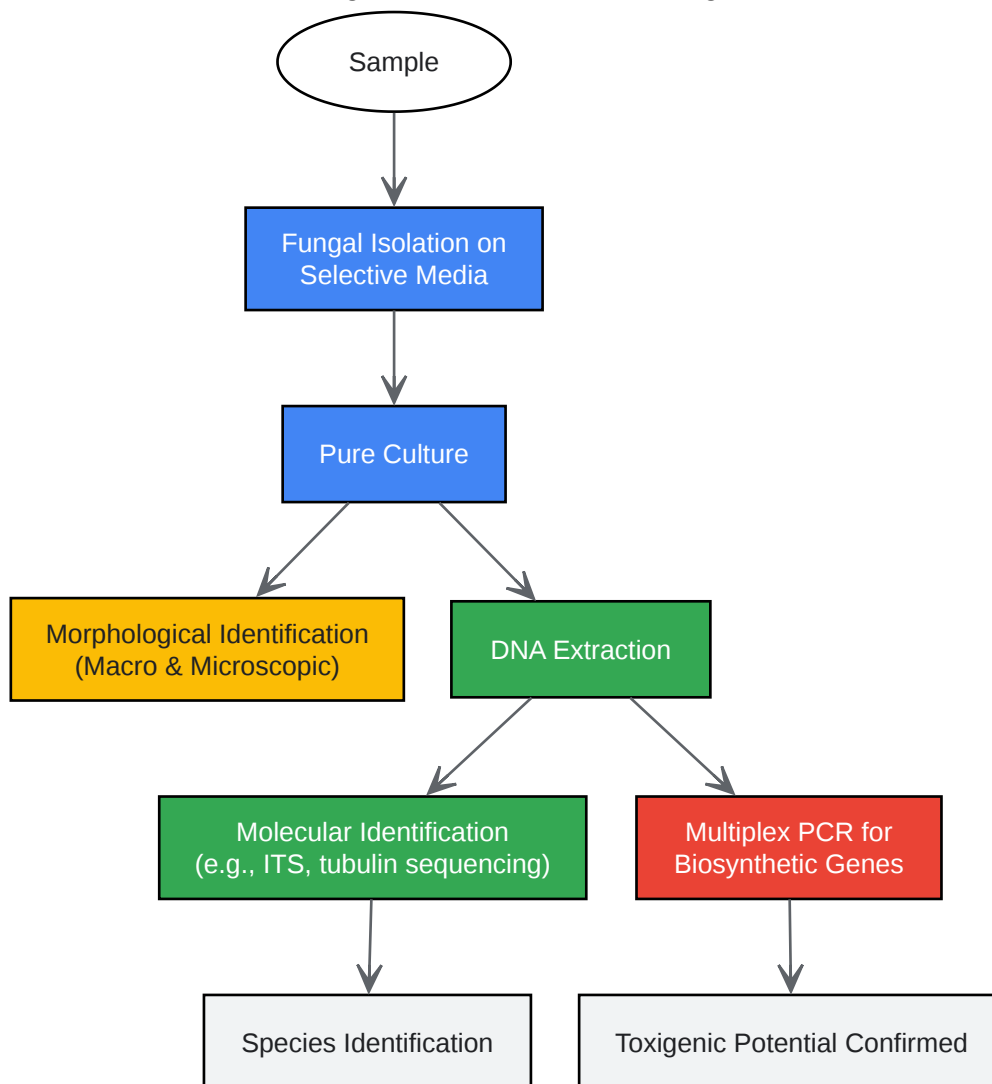 Sample
Fungal Isolation on
Selective Media
Pure Culture
Morphological Identification
(Macro & Microscopic)
DNA Extraction
Molecular Identification
(e.g., ITS, tubulin sequencing)
Multiplex PCR for
Biosynthetic Genes
Species Identification
Toxigenic Potential Confirmed